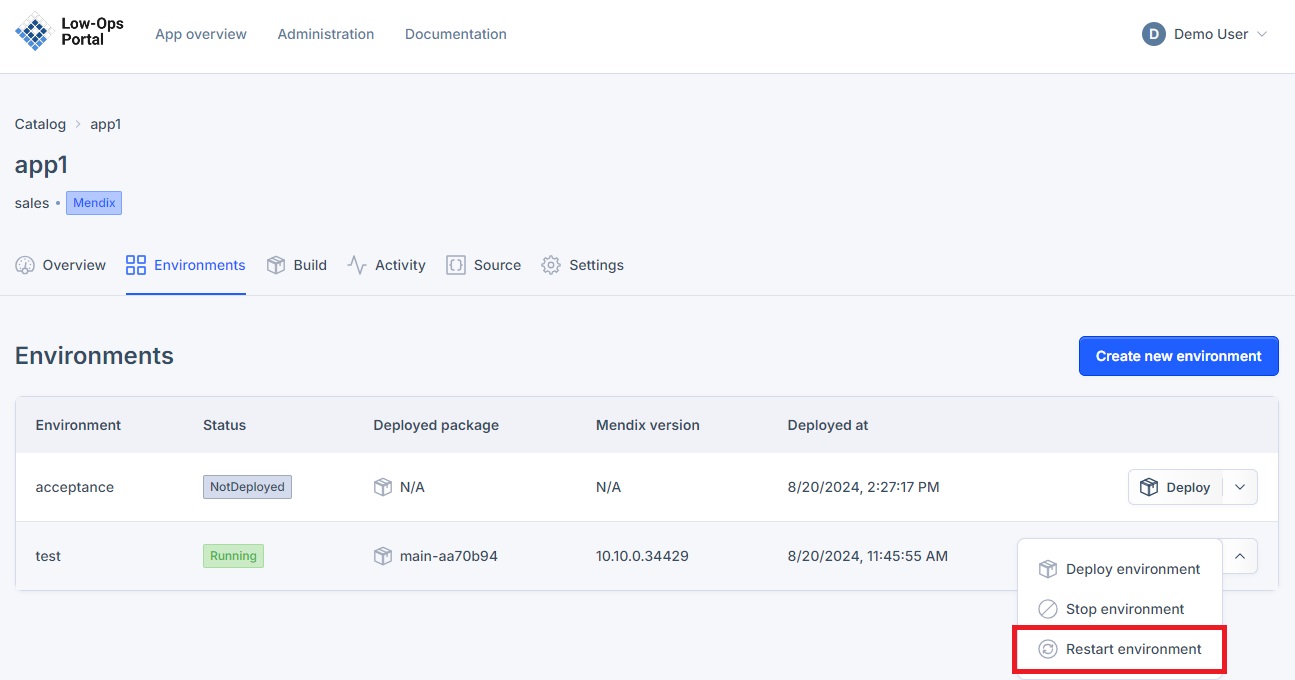 Low-Ops
Portal
App overview Administration Documentation
D Demo User
Catalog > app1
app1
sales • Mendix
Overview Environments Build Activity Source Settings
Environments
Create new environment
Environment Status Deployed package Mendix version Deployed at
acceptance NotDeployed N/A N/A 8/20/2024, 2:27:17 PM Deploy
test Running main-aa70b94 10.10.0.34429 8/20/2024, 11:45:55 AM
Deploy environment
Stop environment
Restart environment